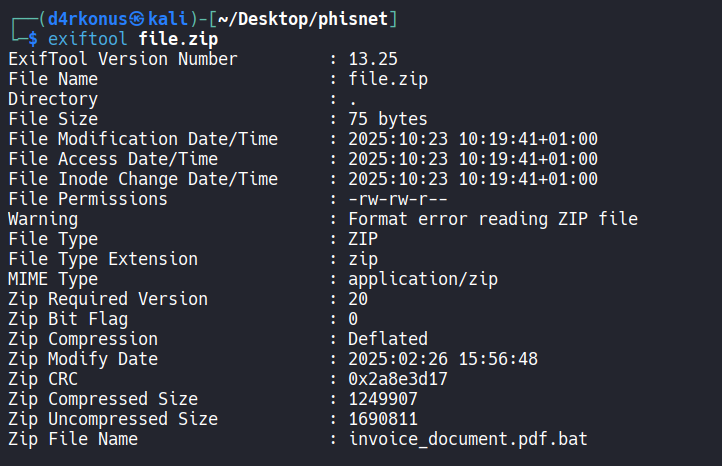 ┌──(d4rkonus㉿kali)-[~/Desktop/phisnet]
└─$ exiftool file.zip
ExifTool Version Number         : 13.25
File Name                       : file.zip
Directory                       : .
File Size                       : 75 bytes
File Modification Date/Time     : 2025:10:23 10:19:41+01:00
File Access Date/Time           : 2025:10:23 10:19:41+01:00
File Inode Change Date/Time     : 2025:10:23 10:19:41+01:00
File Permissions                : -rw-rw-r--
Warning                         : Format error reading ZIP file
File Type                       : ZIP
File Type Extension             : zip
MIME Type                       : application/zip
Zip Required Version            : 20
Zip Bit Flag                    : 0
Zip Compression                 : Deflated
Zip Modify Date                 : 2025:02:26 15:56:48
Zip CRC                         : 0x2a8e3d17
Zip Compressed Size             : 1249907
Zip Uncompressed Size           : 1690811
Zip File Name                   : invoice_document.pdf.bat